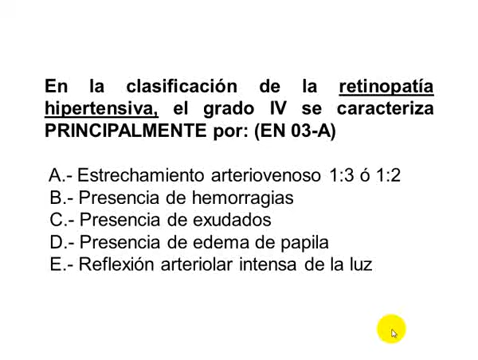 En la clasificación de la retinopatía
hipertensiva, el grado IV se caracteriza
PRINCIPALMENTE por: (EN 03-A)
A.- Estrechamiento arteriovenoso 1:3 ó 1:2
B.- Presencia de hemorragias
C.- Presencia de exudados
D.- Presencia de edema de papila
E.- Reflexión arteriolar intensa de la luz